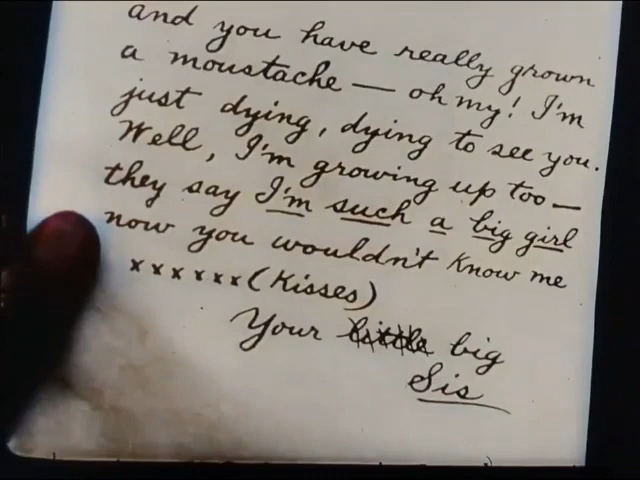 and you have really grown
a moustache — oh my! I'm
just dying, dying to see you.
Well, I'm growing up too —
they say I'm such a big girl
now you wouldn't know me
xxxxxx (Kisses)
Your little big
Sis